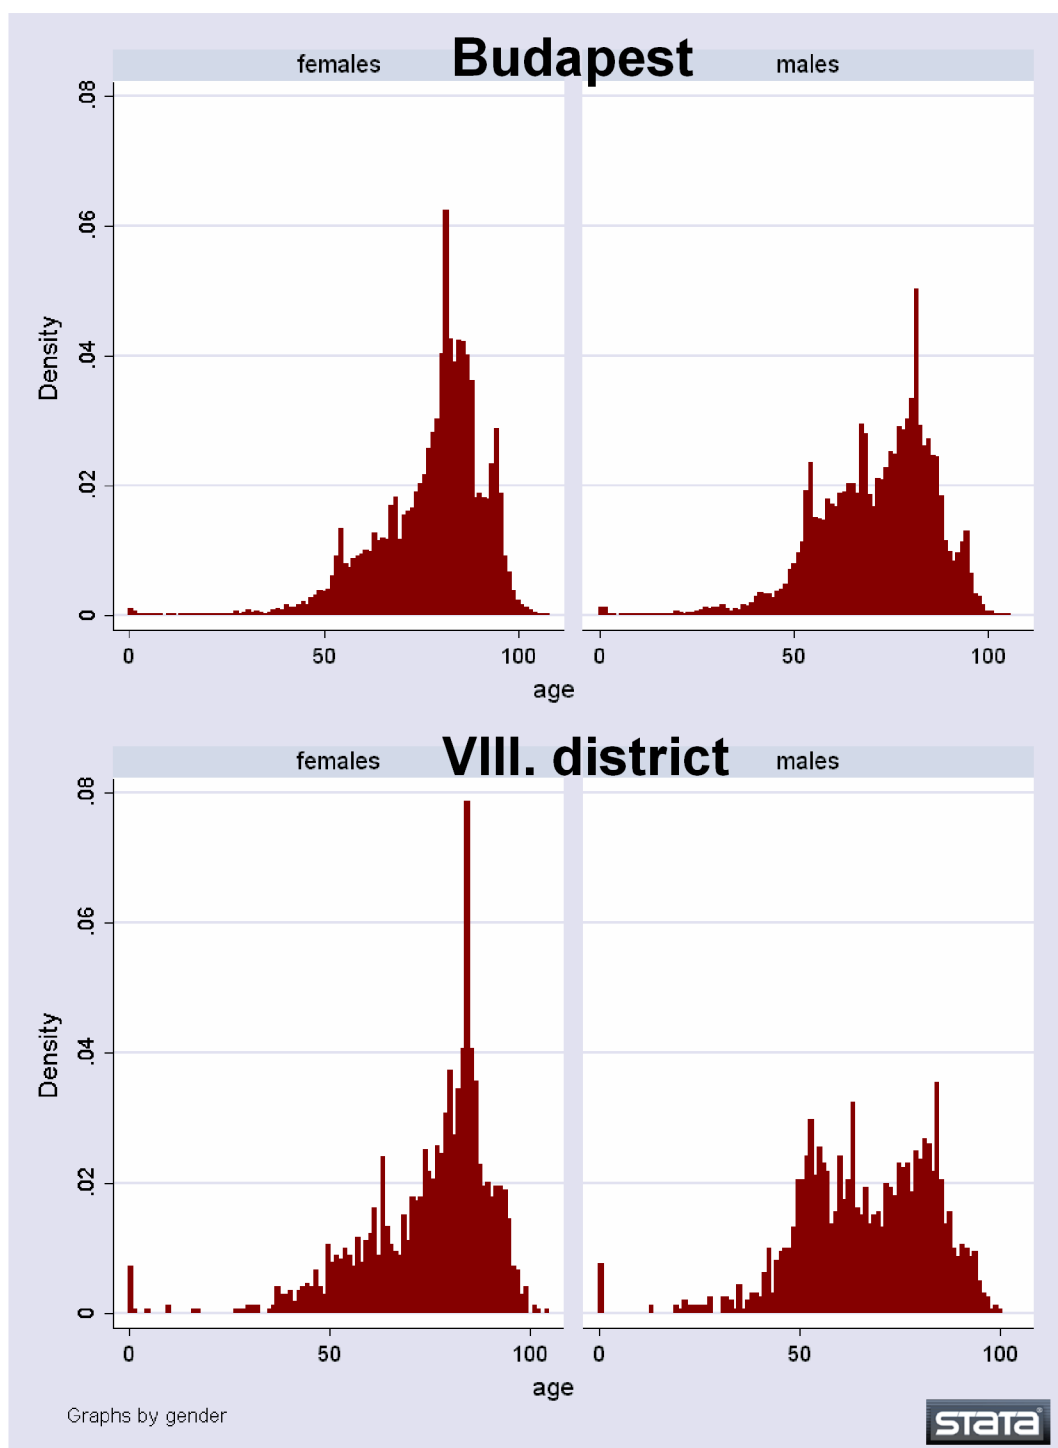 Budapest
females males
.08
.06
.04
.02
0
Density
0 50 100 0 50 100
age
VIII. district
females males
.08
.06
.04
.02
0
Density
0 50 100 0 50 100
age
Graphs by gender
STATA